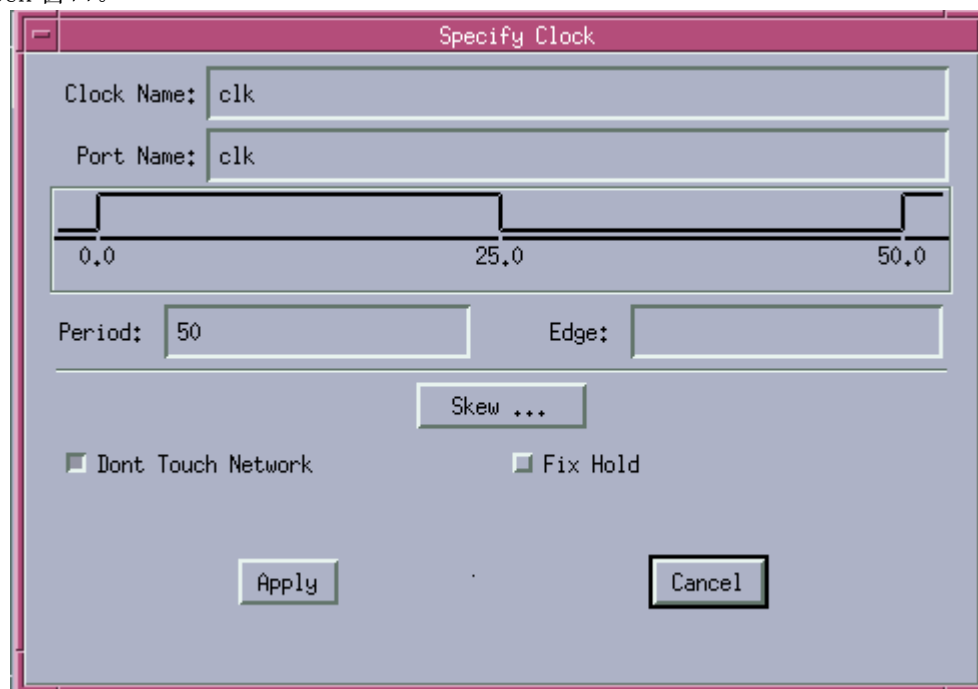 Specify Clock
Clock Name: clk
Port Name: clk
0.0 25.0 50.0
Period: 50 Edge:
Skew ...
Dont Touch Network Fix Hold
Apply Cancel